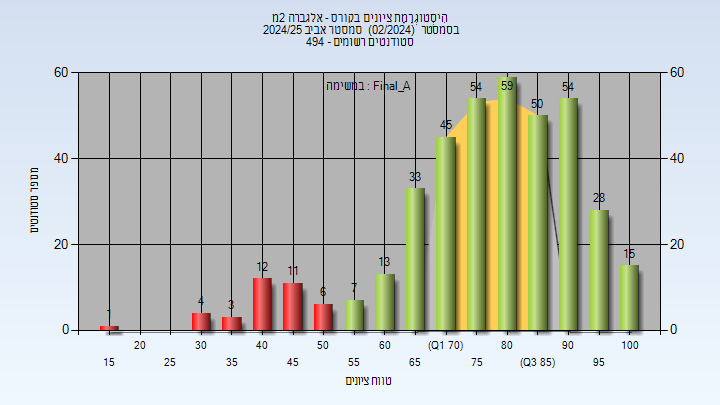 הִיסְטוֹגְרָמַת ציונים בקורס - אלגברה 2מ
בסמסטר (02/2024) סמסטר אביב 2024/25
סטודנטים רשומים - 494
במשימה : Final_A
60 60
40 40
20 20
0 0
1 4 3 12 11 6 7 13 33 45 54 59 50 54 28 15
מספר סטודנטים
20 30 40 50 60 (Q1 70) 80 90 100
15 25 35 45 55 65 75 (Q3 85) 95
טווח ציונים